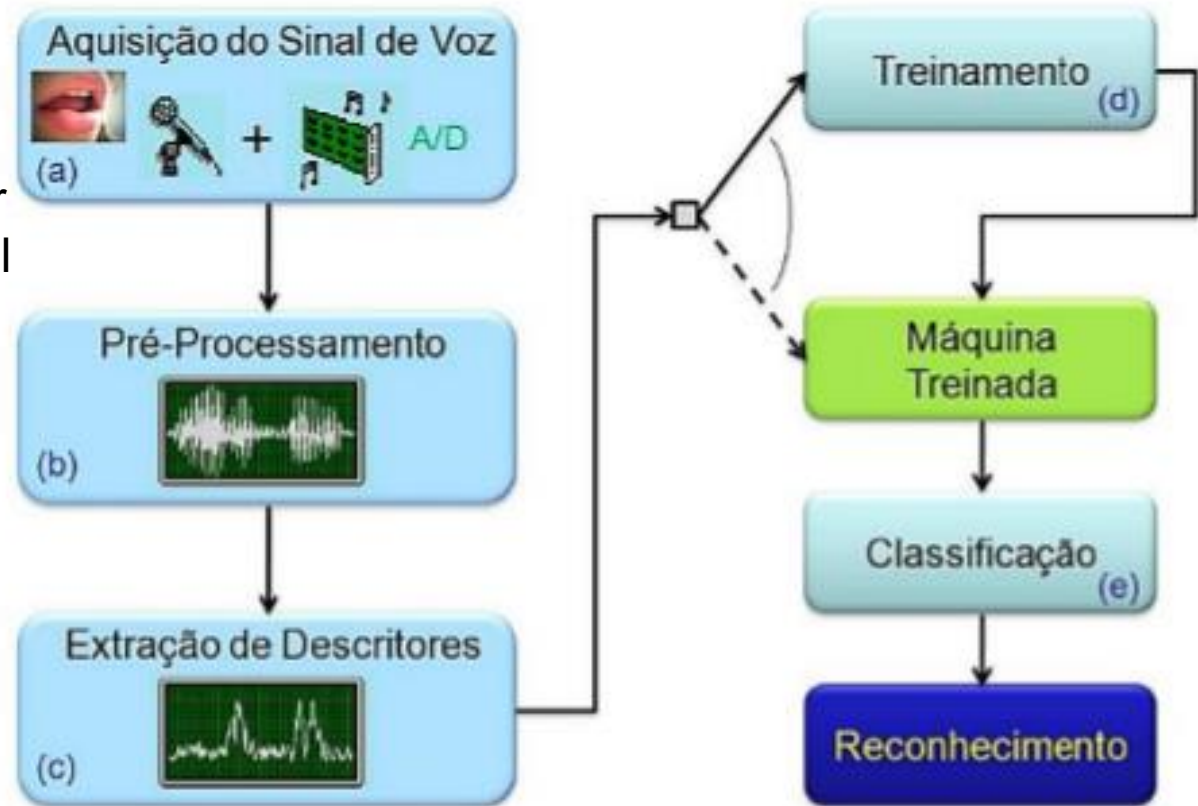 Aquisição do Sinal de Voz
+
A/D
(a)
r
l
Pré-Processamento
(b)
Extração de Descritores
(c)
Treinamento
(d)
Máquina
Treinada
Classificação
(e)
Reconhecimento